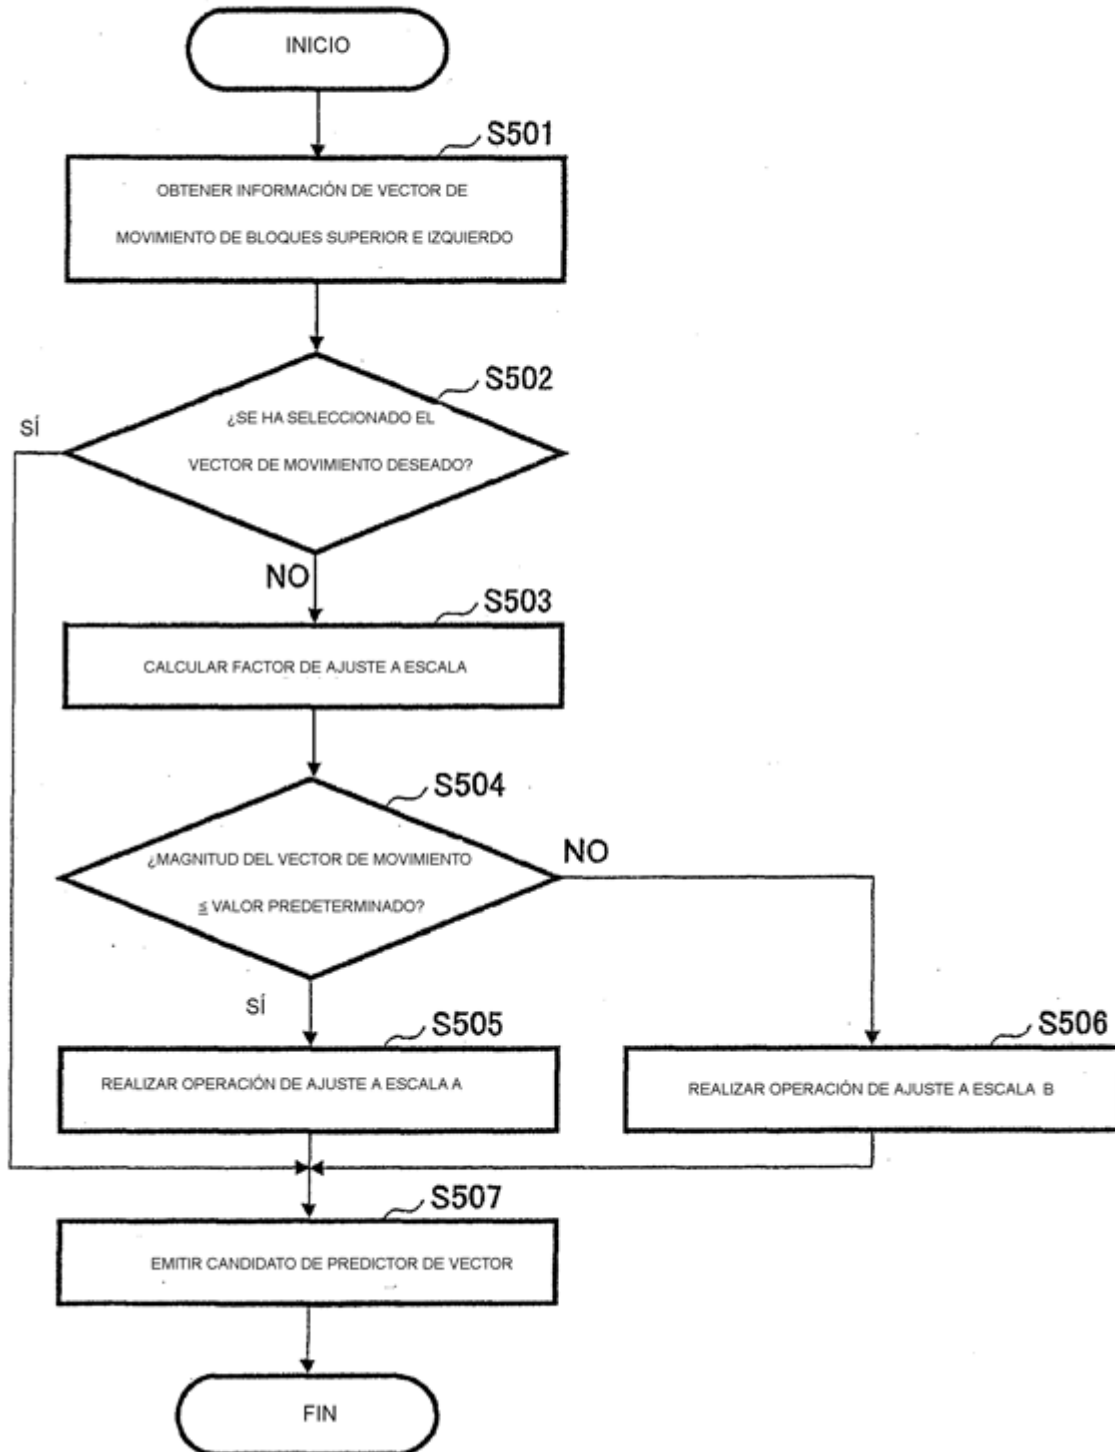 INICIO
S501
OBTENER INFORMACIÓN DE VECTOR DE
MOVIMIENTO DE BLOQUES SUPERIOR E IZQUIERDO
S502
SÍ
¿SE HA SELECCIONADO EL
VECTOR DE MOVIMIENTO DESEADO?
NO
S503
CALCULAR FACTOR DE AJUSTE A ESCALA
S504
¿MAGNITUD DEL VECTOR DE MOVIMIENTO
≤ VALOR PREDETERMINADO?
NO
SÍ
S505
REALIZAR OPERACIÓN DE AJUSTE A ESCALA A
S506
REALIZAR OPERACIÓN DE AJUSTE A ESCALA B
S507
EMITIR CANDIDATO DE PREDICTOR DE VECTOR
FIN